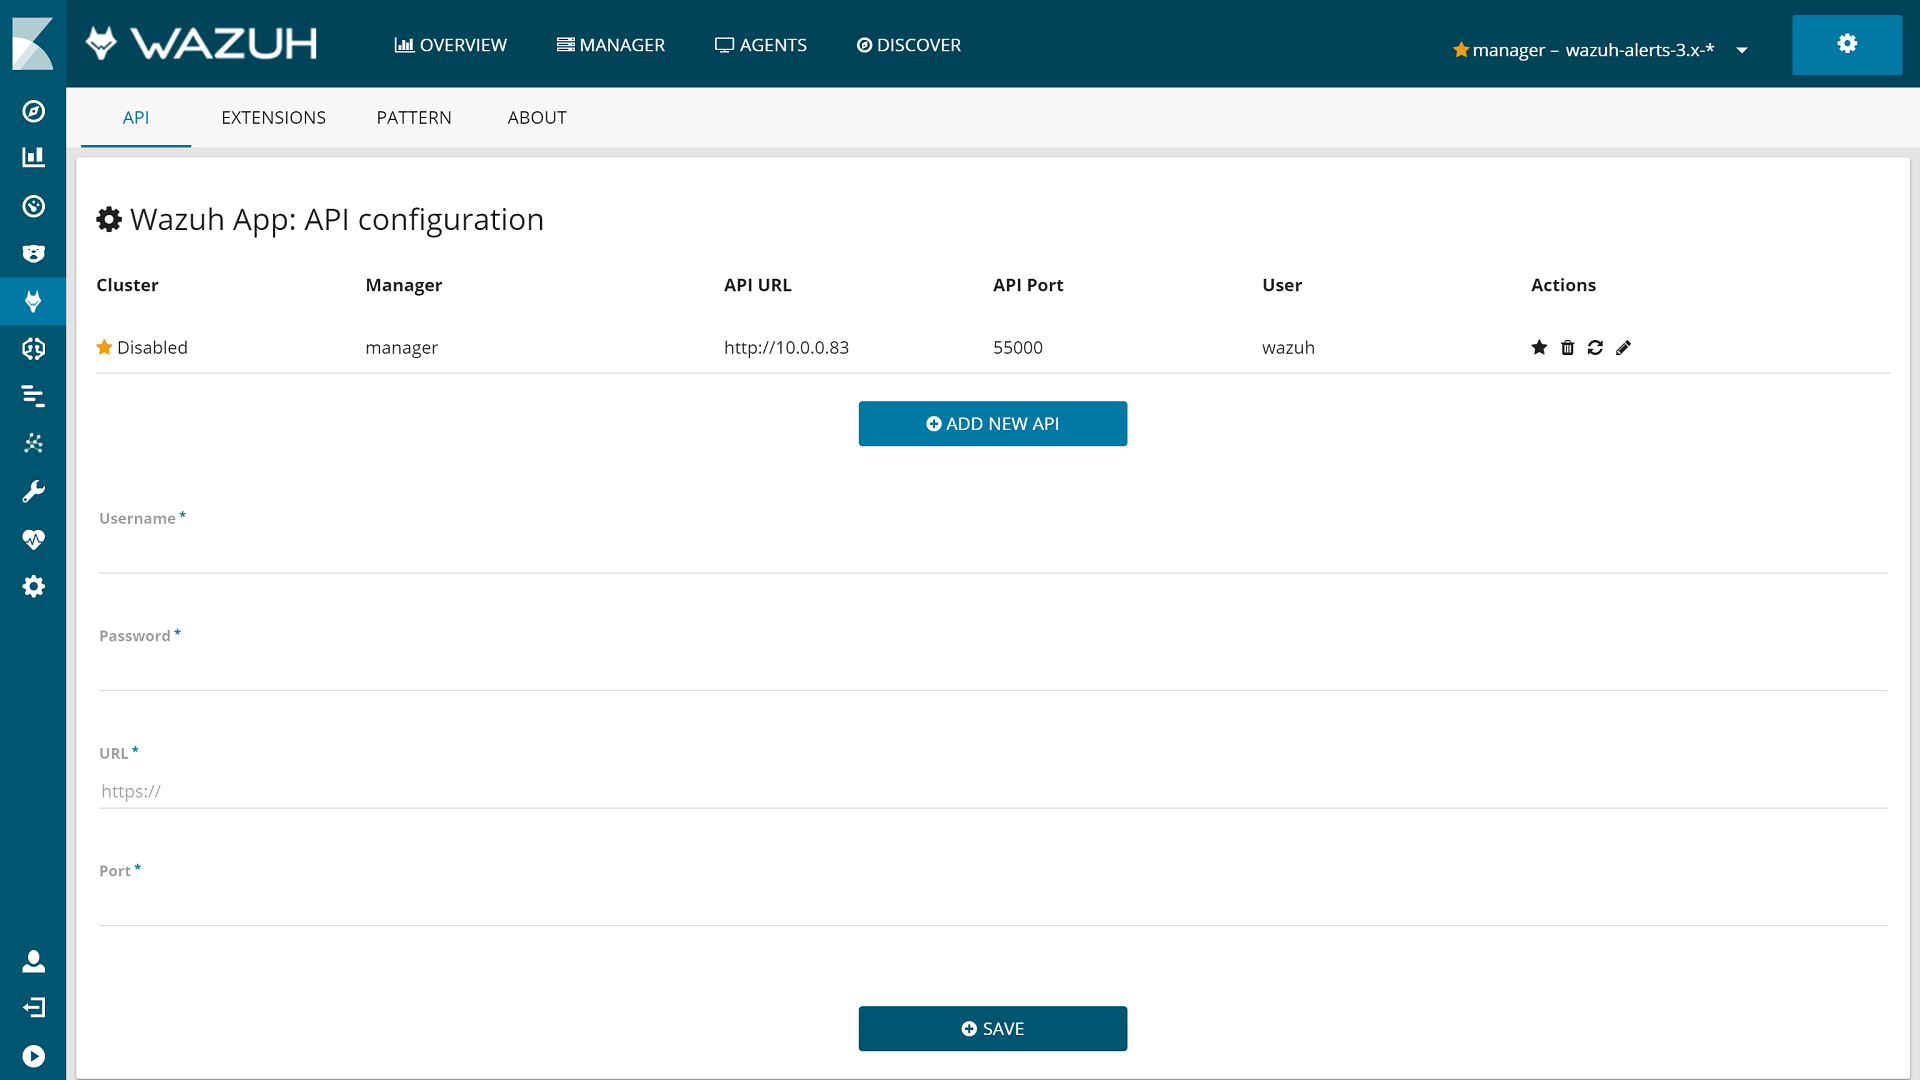 WAZUH
OVERVIEW
MANAGER
AGENTS
DISCOVER
manager – wazuh-alerts-3.x-*
API
EXTENSIONS
PATTERN
ABOUT
Wazuh App: API configuration
Cluster Manager API URL API Port User Actions
Disabled manager http://10.0.0.83 55000 wazuh
ADD NEW API
Username *
Password *
URL *
https://
Port *
SAVE